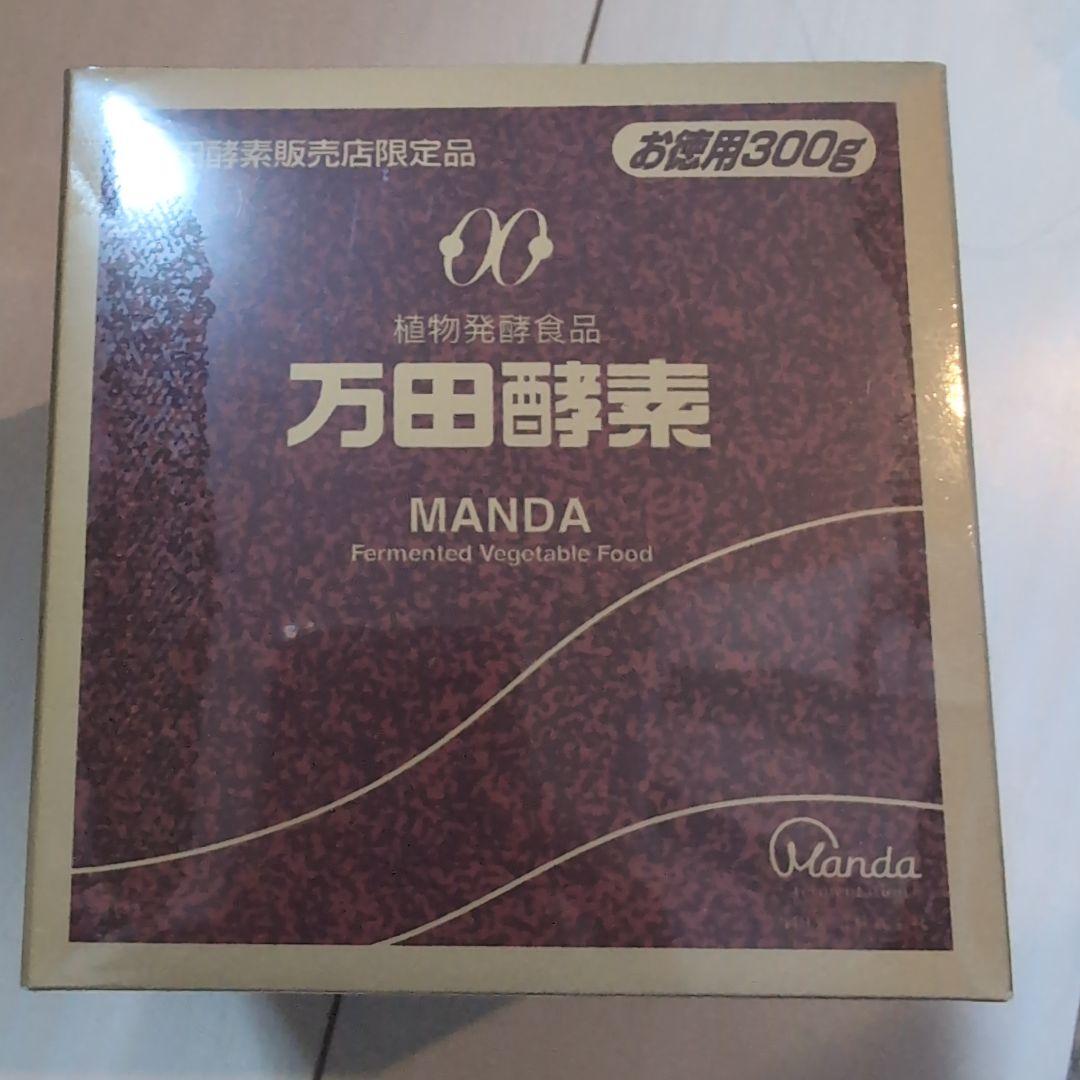 田酵素販売店限定品
お徳用300g
植物発酵食品
万田酵素
MANDA
Fermented Vegetable Food
Manda